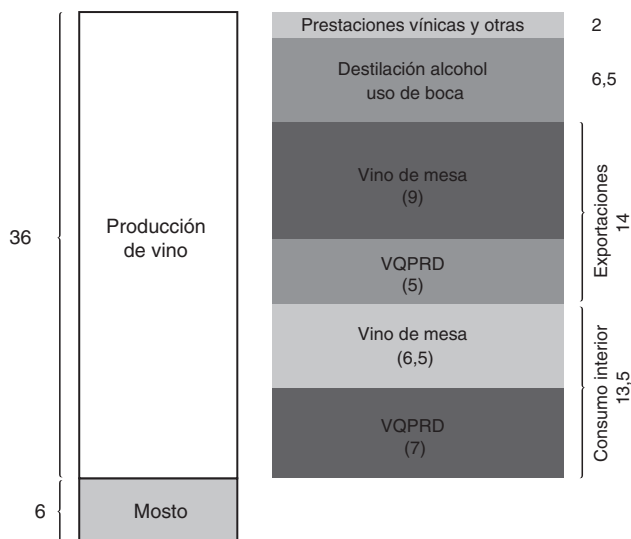 36
Producción
de vino
6
Mosto
Prestaciones vínicas y otras
2
Destilación alcohol
uso de boca
6,5
Vino de mesa
(9)
VQPRD
(5)
Exportaciones
14
Vino de mesa
(6,5)
VQPRD
(7)
Consumo interior
13,5